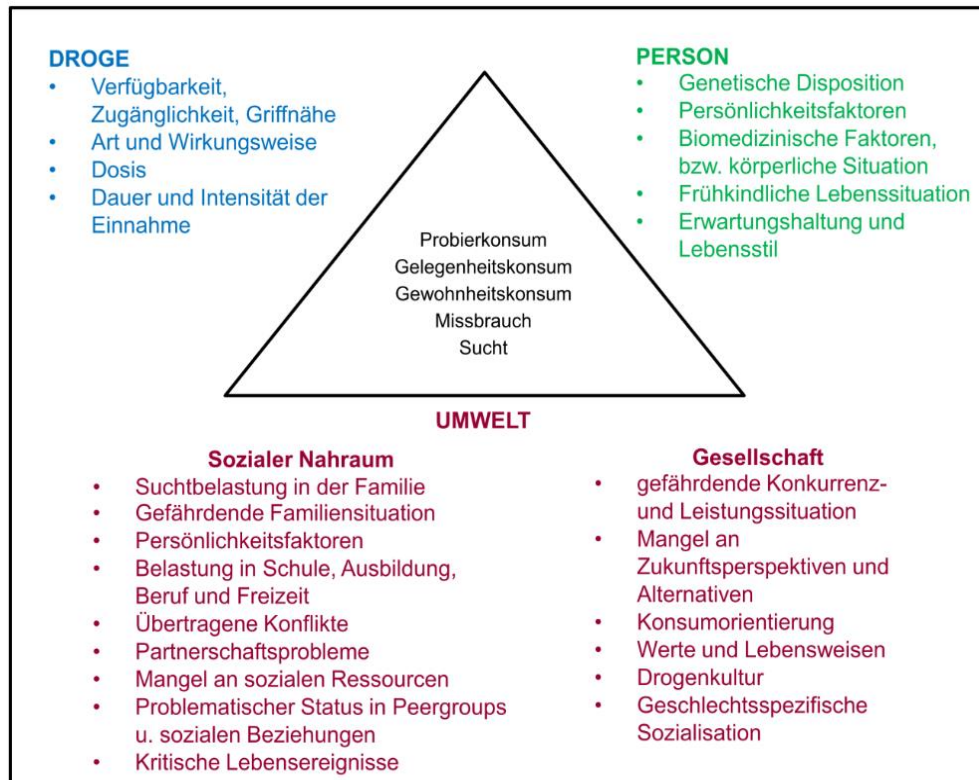 DROGE
• Verfügbarkeit,
Zugänglichkeit, Griffnähe
• Art und Wirkungsweise
• Dosis
• Dauer und Intensität der
Einnahme
PERSON
• Genetische Disposition
• Persönlichkeitsfaktoren
• Biomedizinische Faktoren,
bzw. körperliche Situation
• Frühkindliche Lebenssituation
• Erwartungshaltung und
Lebensstil
Probierkonsum
Gelegenheitskonsum
Gewohnheitskonsum
Missbrauch
Sucht
UMWELT
Sozialer Nahraum
• Suchtbelastung in der Familie
• Gefährdende Familiensituation
• Persönlichkeitsfaktoren
• Belastung in Schule, Ausbildung,
Beruf und Freizeit
• Übertragene Konflikte
• Partnerschaftsprobleme
• Mangel an sozialen Ressourcen
• Problematischer Status in Peergroups
u. sozialen Beziehungen
• Kritische Lebensereignisse
Gesellschaft
• gefährdende Konkurrenz-
und Leistungssituation
• Mangel an
Zukunftsperspektiven und
Alternativen
• Konsumorientierung
• Werte und Lebensweisen
• Drogenkultur
• Geschlechtsspezifische
Sozialisation